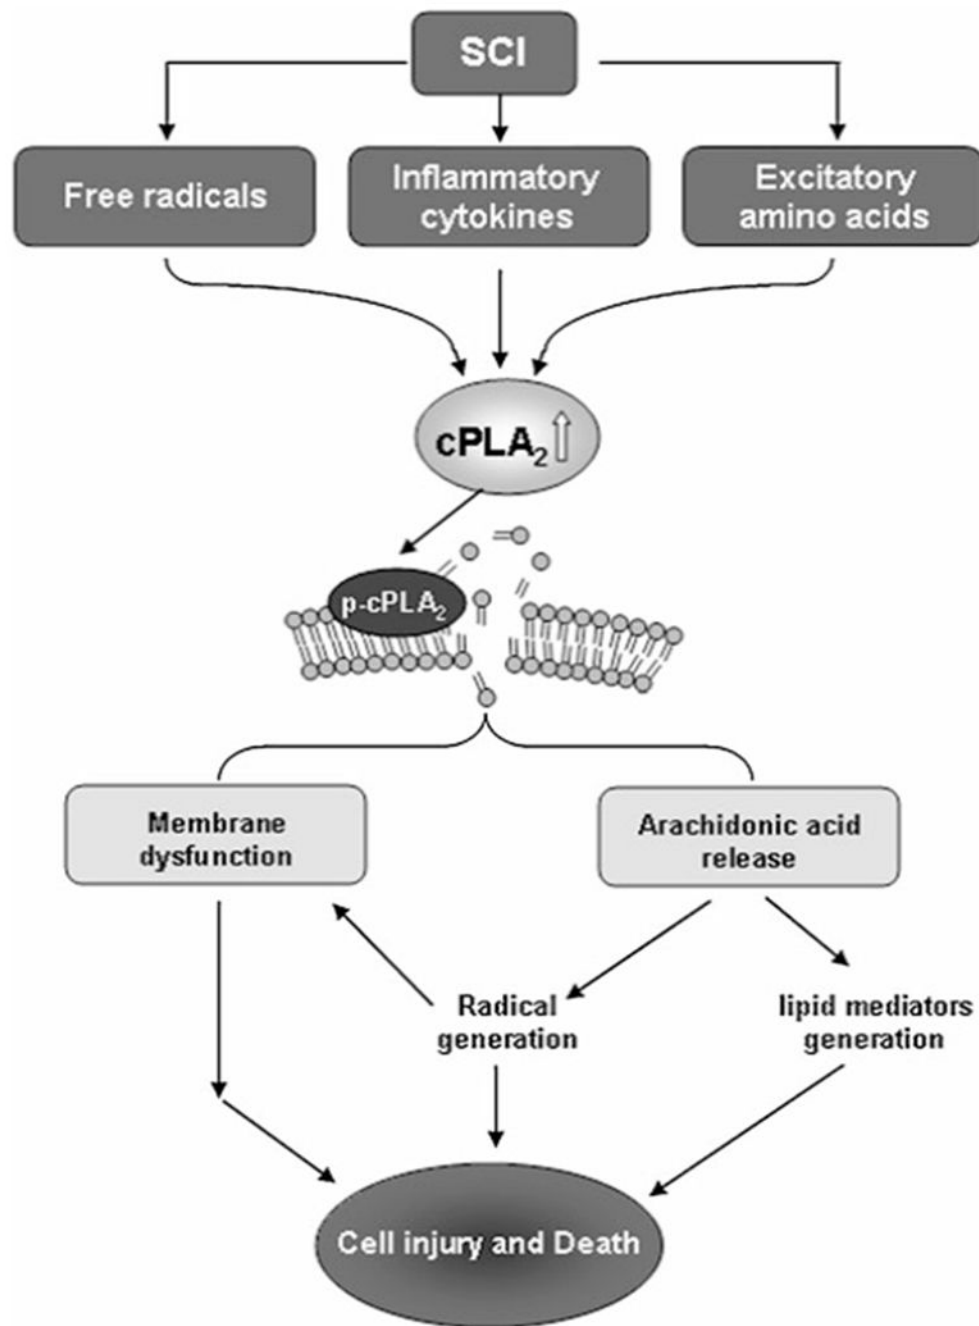 SCI
Free radicals
Inflammatory
cytokines
Excitatory
amino acids
cPLA₂
p-cPLA₂
Membrane
dysfunction
Arachidonic acid
release
Radical
generation
lipid mediators
generation
Cell injury and Death